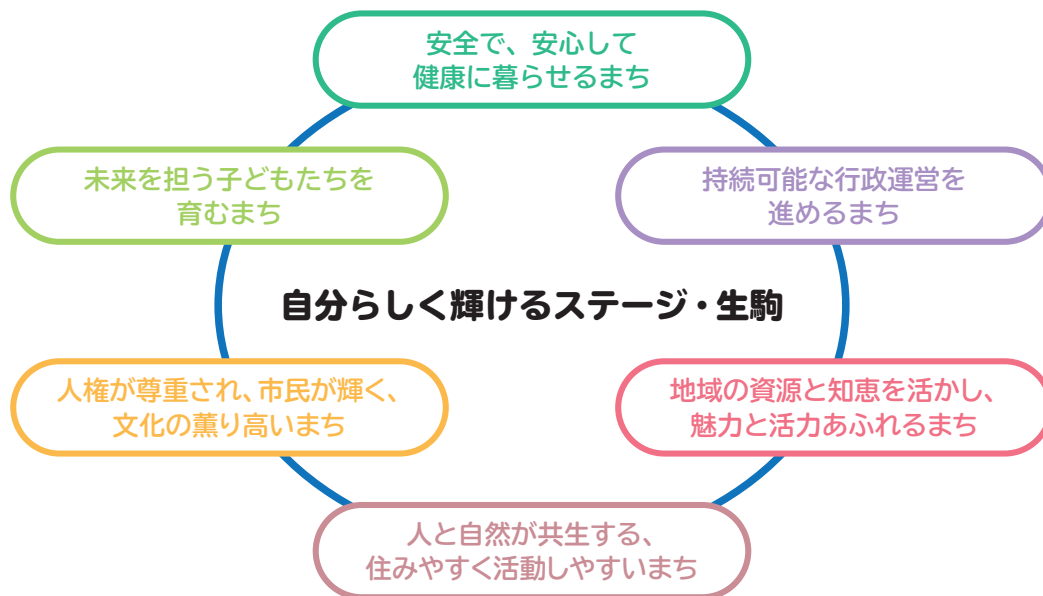 安全で、安心して
健康に暮らせるまち
未来を担う子どもたちを
育むまち
持続可能な行政運営を
進めるまち
自分らしく輝けるステージ・生駒
人権が尊重され、市民が輝く、
文化の薫り高いまち
地域の資源と知恵を活かし、
魅力と活力あふれるまち
人と自然が共生する、
住みやすく活動しやすいまち